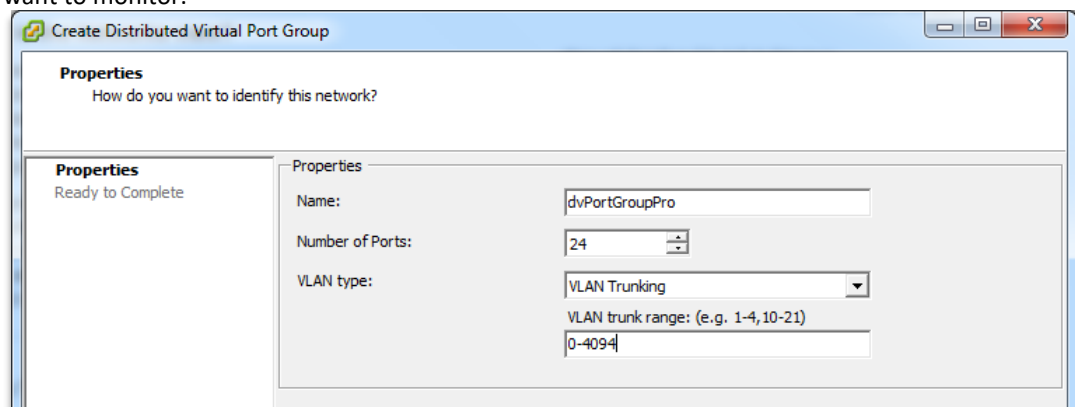 want to monitor.
Create Distributed Virtual Port Group
Properties
How do you want to identify this network?
Properties
Ready to Complete
Properties
Name:
dvPortGroupPro
Number of Ports:
24
VLAN type:
VLAN Trunking
VLAN trunk range: (e.g. 1-4,10-21)
0-4094